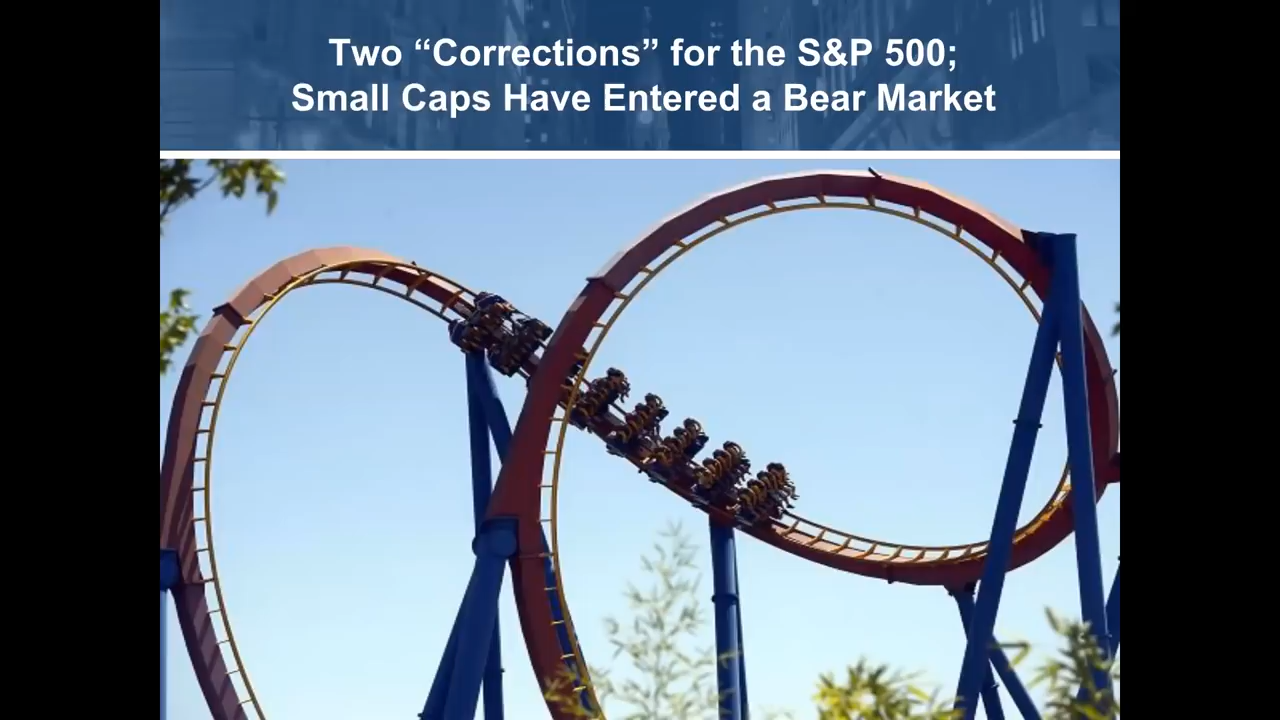 Two “Corrections” for the S&P 500;
Small Caps Have Entered a Bear Market